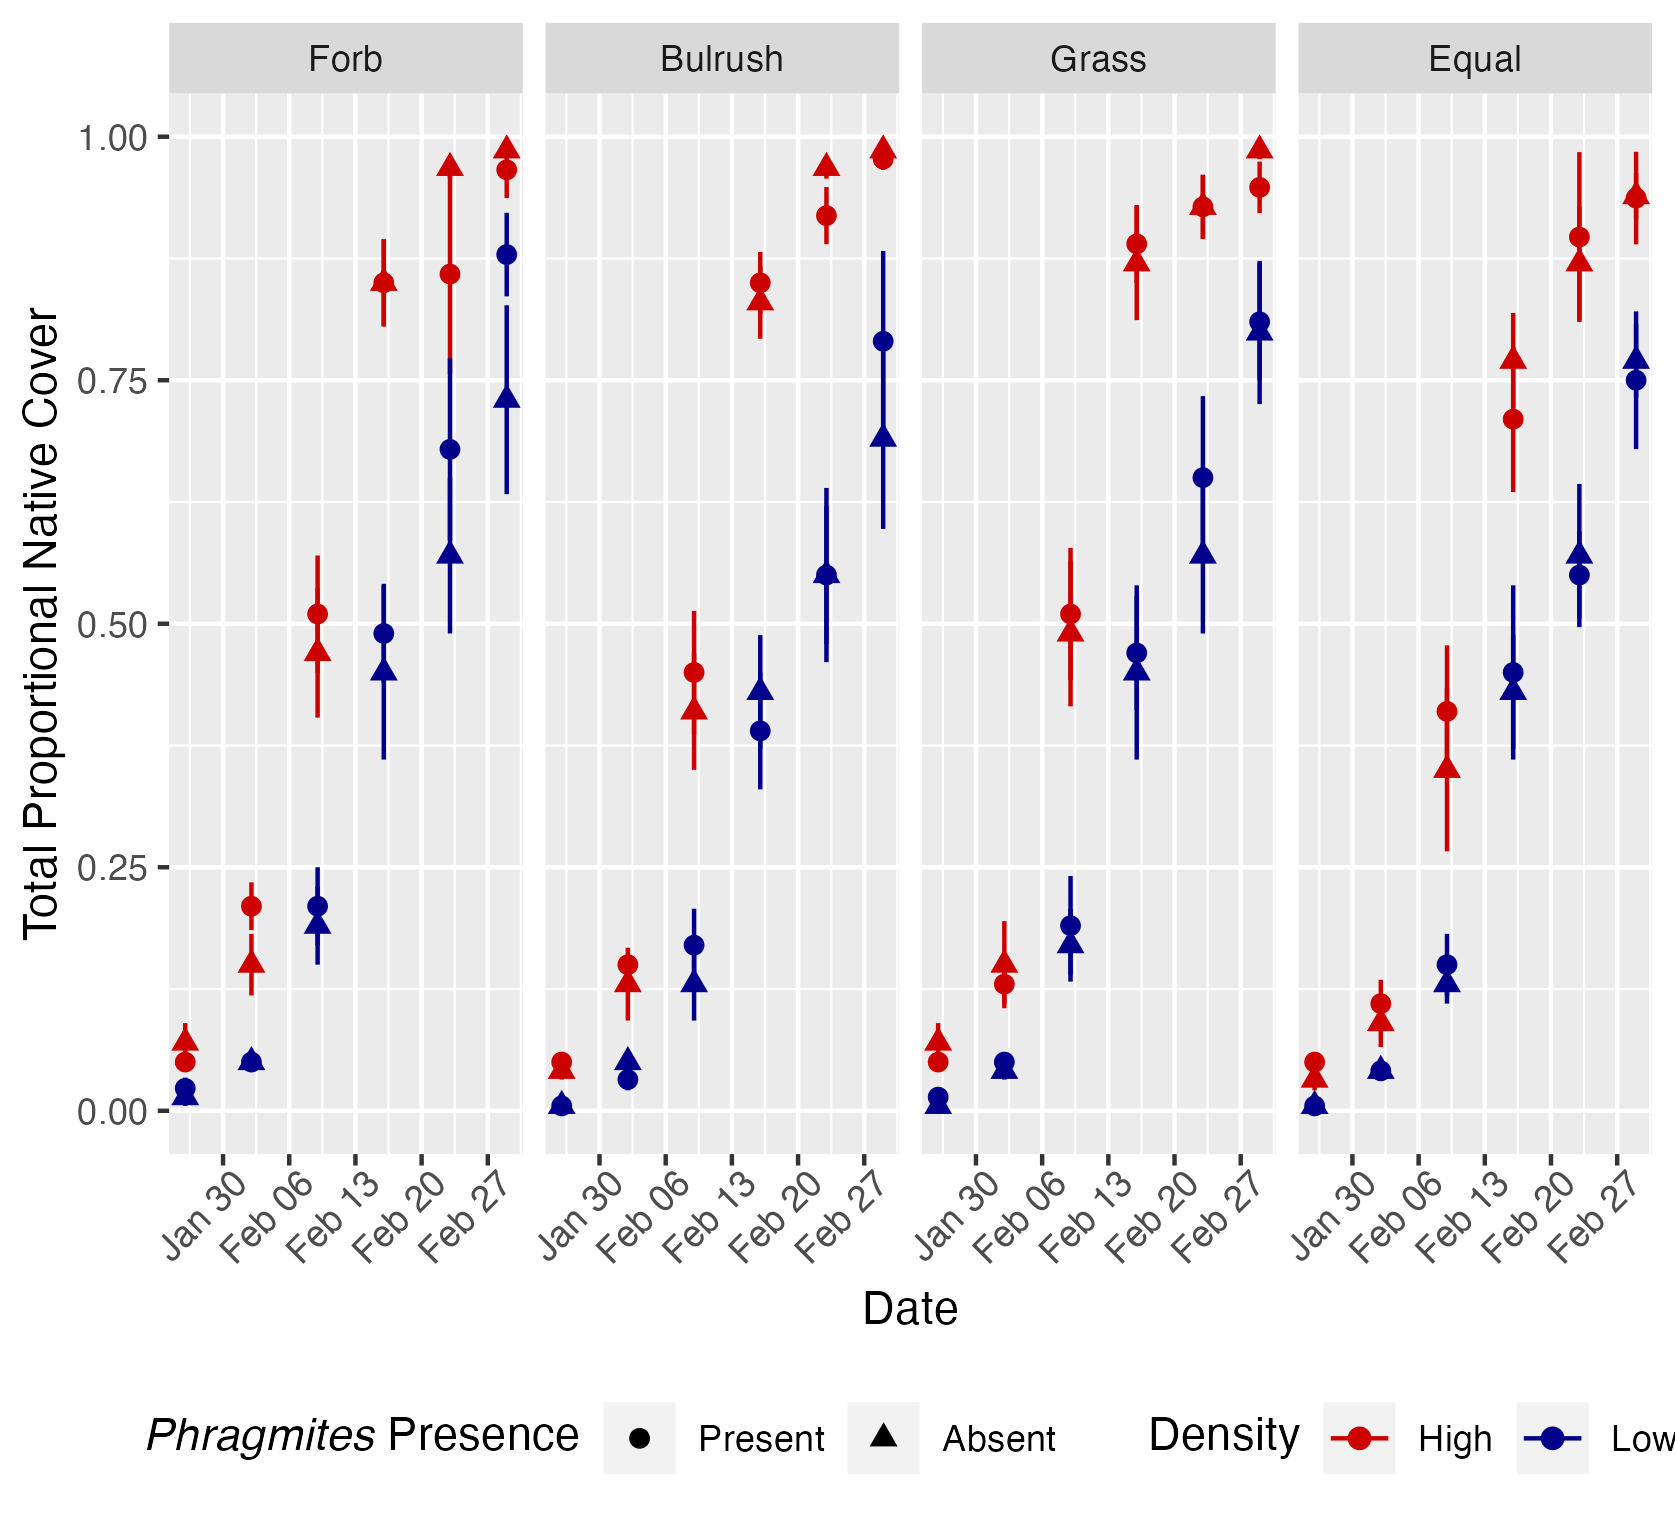 Forb Bulrush Grass Equal
Total Proportional Native Cover
1.00
0.75
0.50
0.25
0.00
Jan 30 Feb 06 Feb 13 Feb 20 Feb 27 Jan 30 Feb 06 Feb 13 Feb 20 Feb 27 Jan 30 Feb 06 Feb 13 Feb 20 Feb 27 Jan 30 Feb 06 Feb 13 Feb 20 Feb 27
Date
Phragmites Presence Present Absent Density High Low